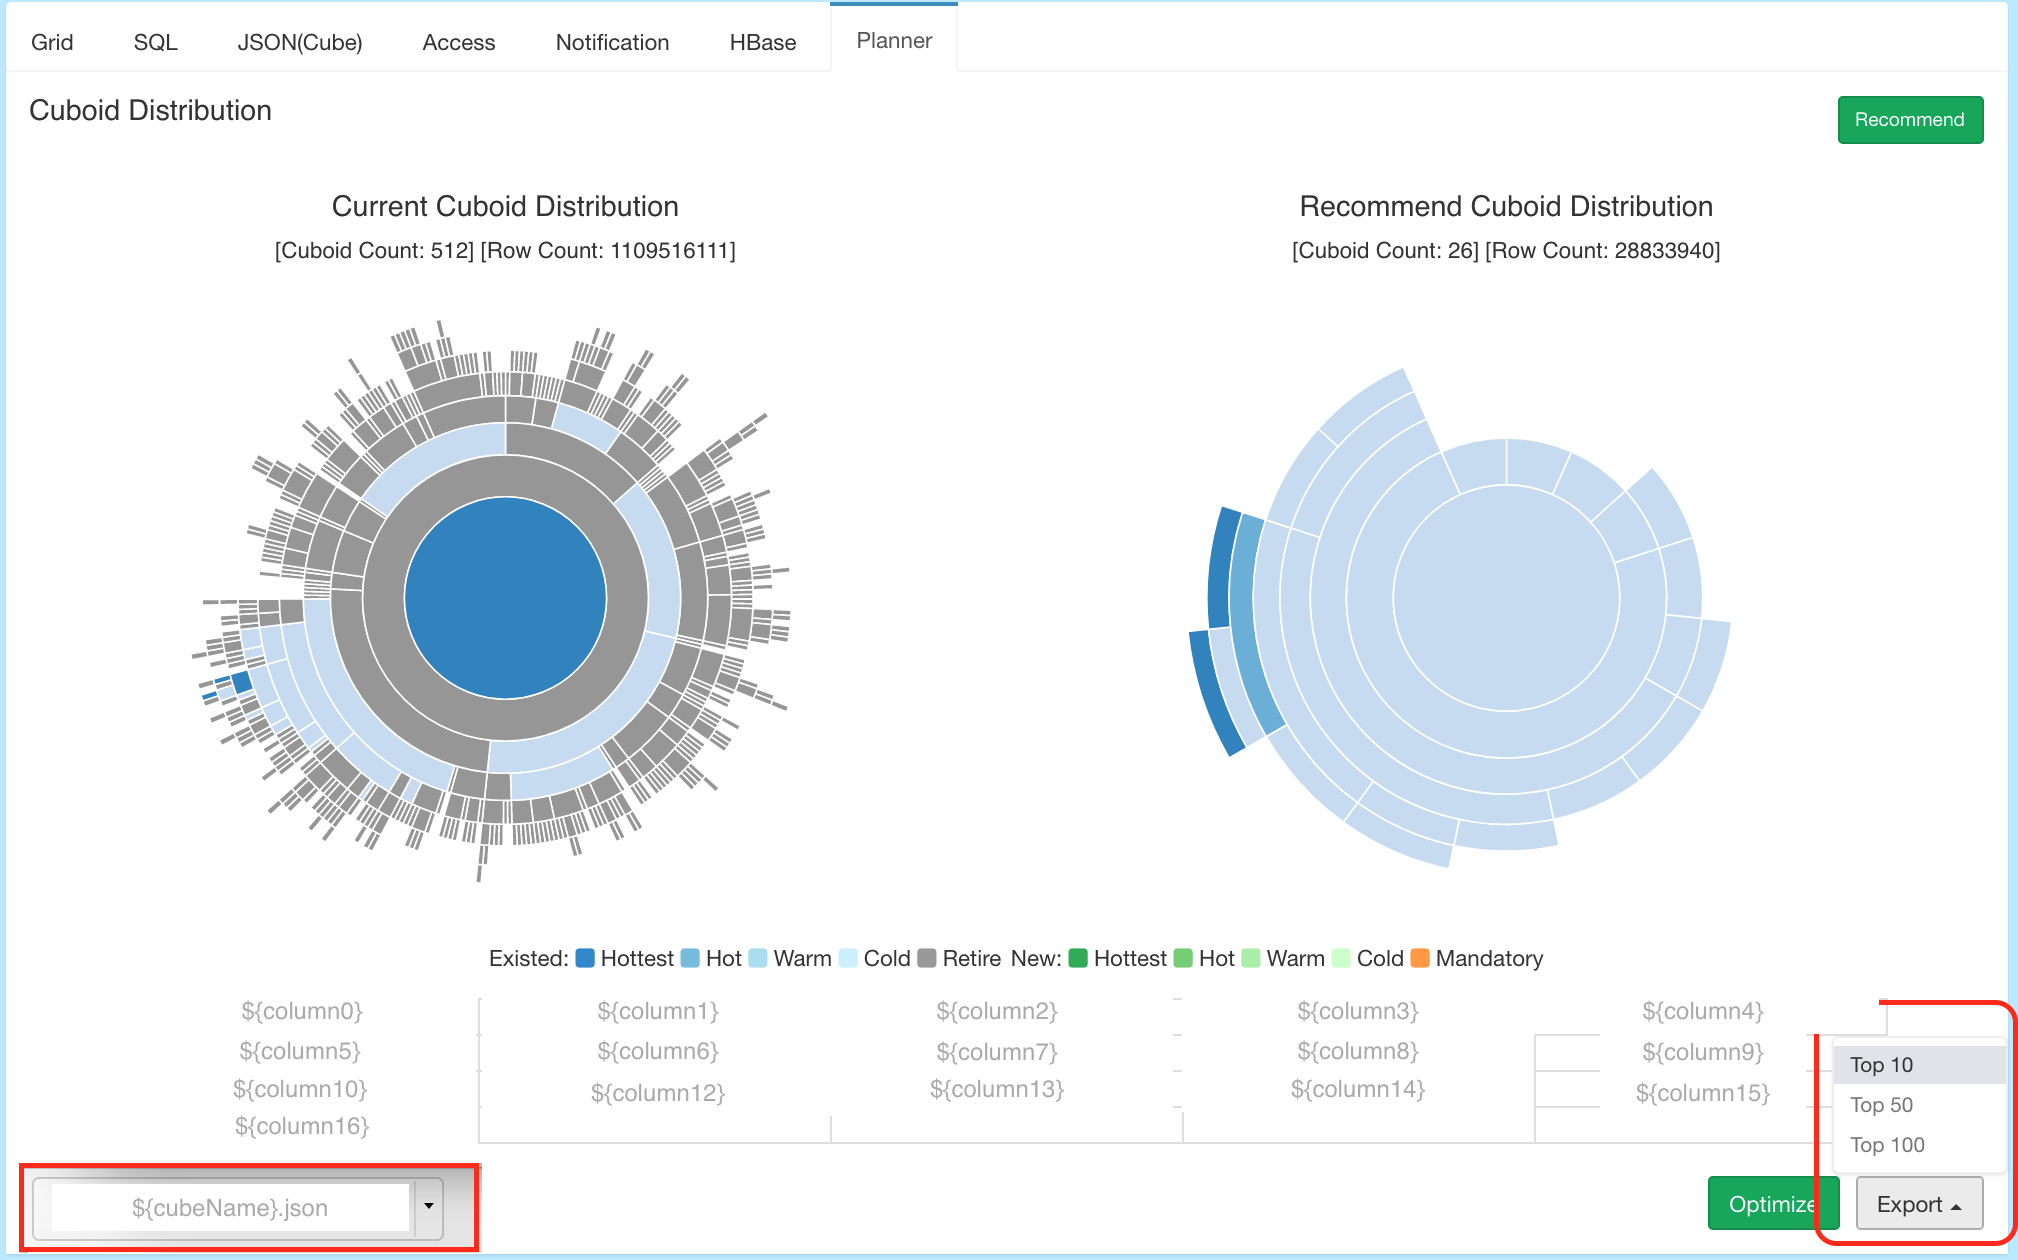 Grid SQL JSON(Cube) Access Notification HBase Planner
Cuboid Distribution
Recommend
Current Cuboid Distribution
[Cuboid Count: 512] [Row Count: 1109516111]
Recommend Cuboid Distribution
[Cuboid Count: 26] [Row Count: 28833940]
Existed: Hottest Hot Warm Cold Retire New: Hottest Hot Warm Cold Mandatory
${column0} ${column1} ${column2} ${column3} ${column4}
${column5} ${column6} ${column7} ${column8} ${column9}
${column10} ${column12} ${column13} ${column14} ${column15}
${column16}
Top 10
Top 50
Top 100
${cubeName}.json
Optimize
Export